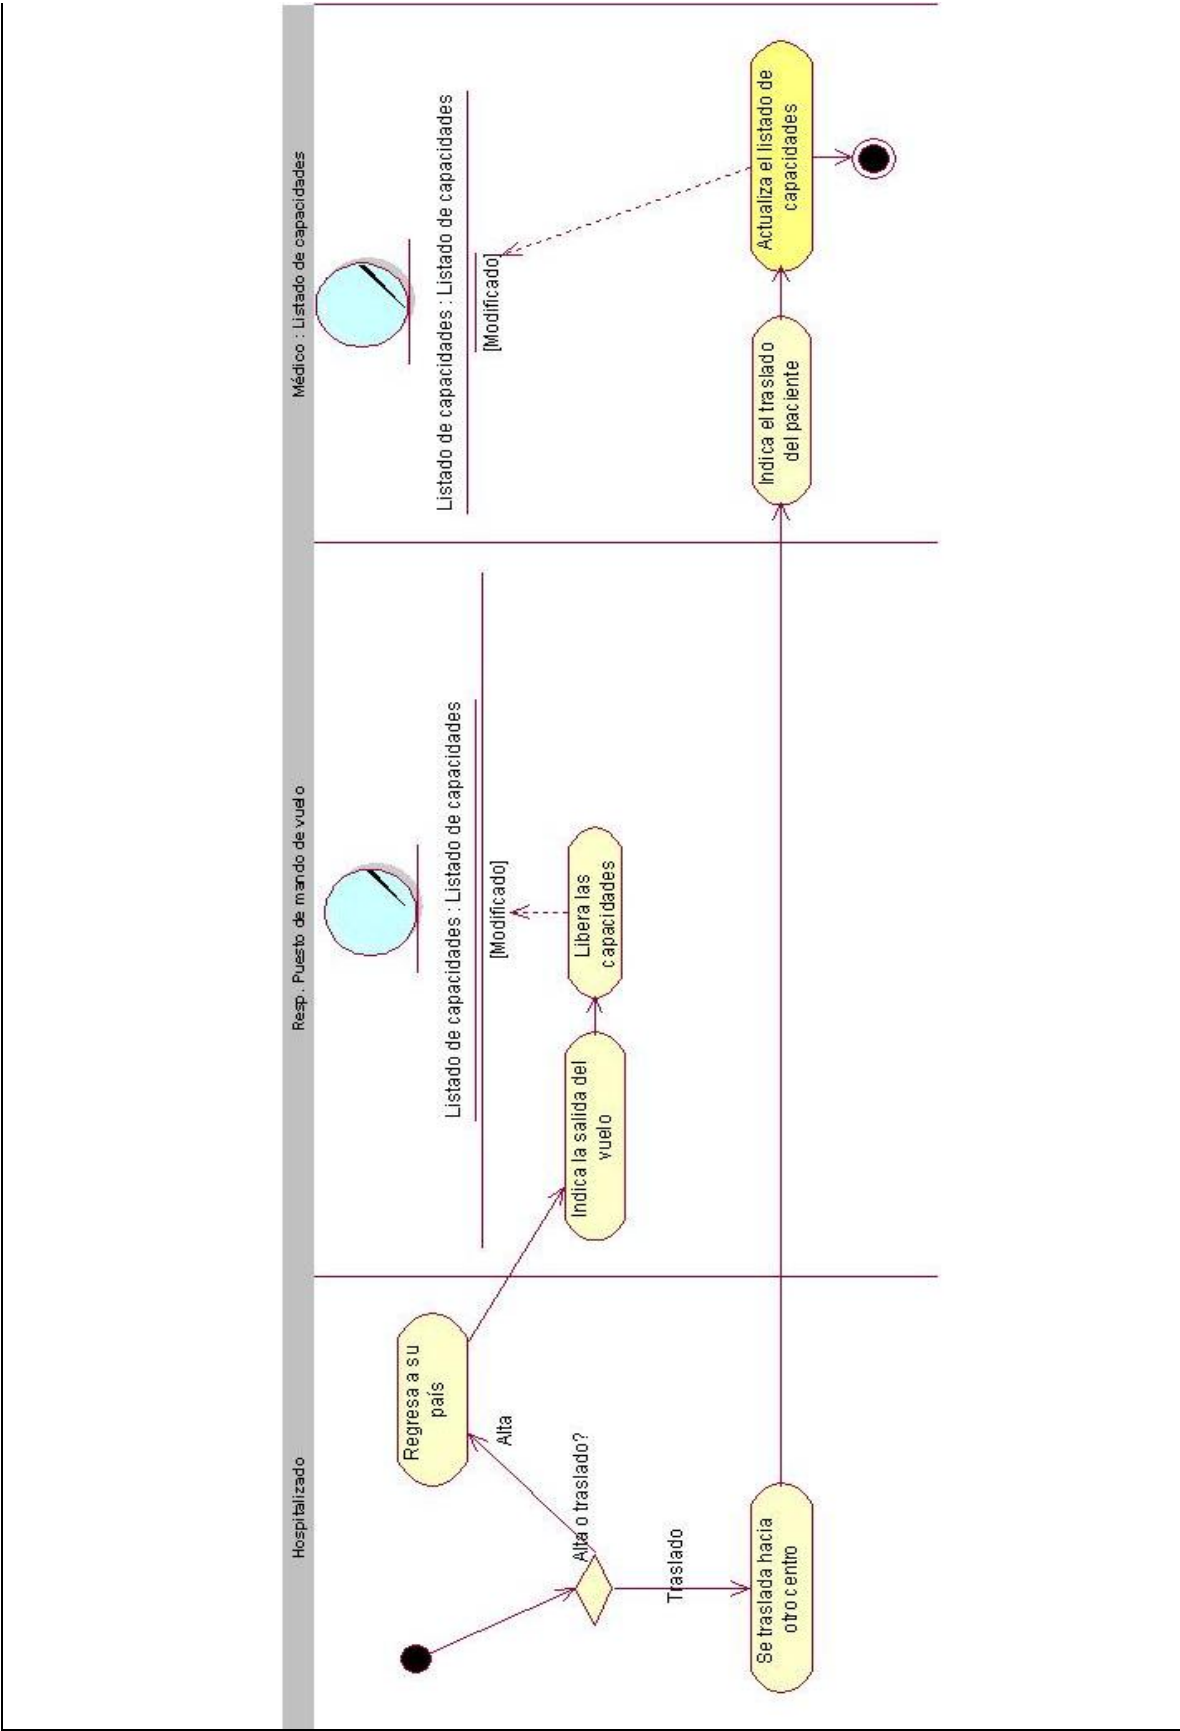 Hospitalizado
Resp. Puesto de mando de vuelo
Médico : Listado de capacidades
Regresa a su
país
Alta
Alta o traslado?
Traslado
Se traslada hacia
otro centro
Listado de capacidades : Listado de capacidades
[Modificado]
Indica la salida del
vuelo
Libera las
capacidades
Listado de capacidades : Listado de capacidades
[Modificado]
Indica el traslado
del paciente
Actualiza el listado de
capacidades